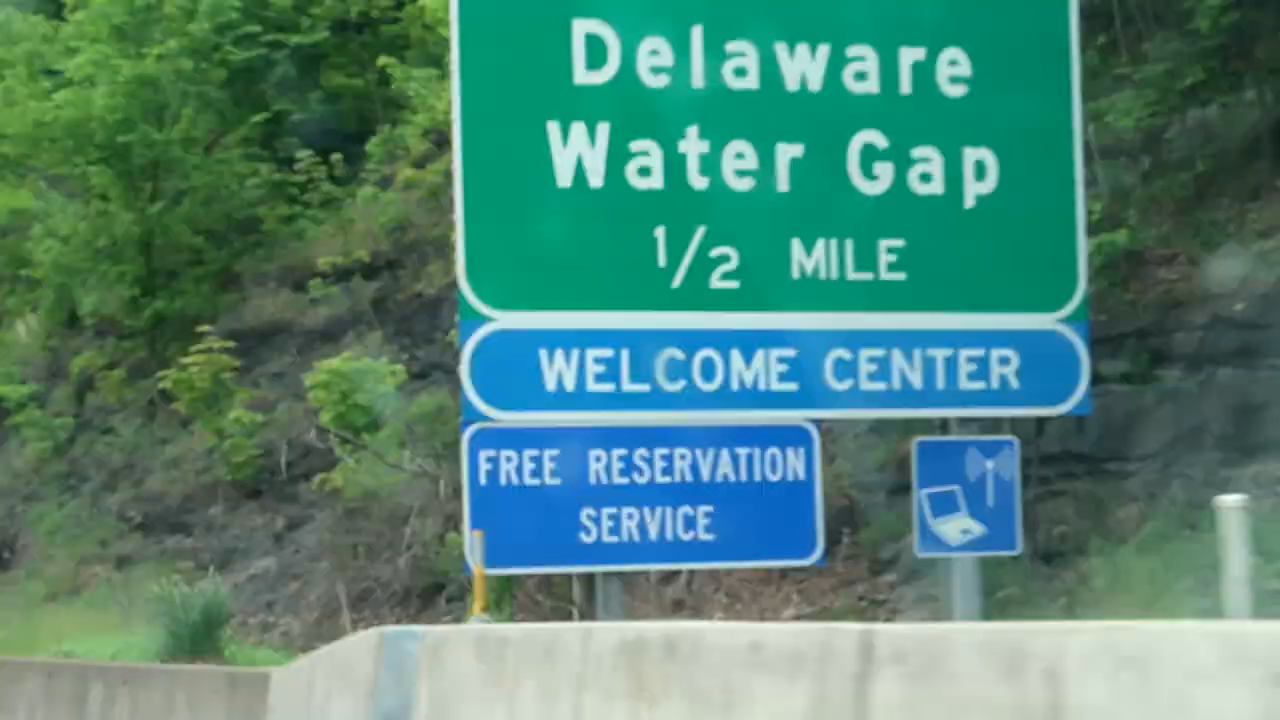 Delaware
Water Gap
1/2 MILE
WELCOME CENTER
FREE RESERVATION
SERVICE